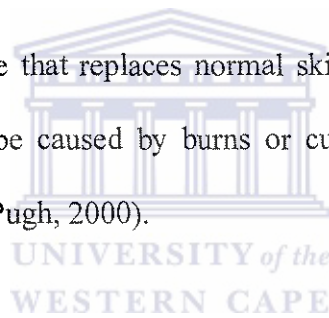 e that replaces normal ski
be caused by burns or cu
Pugh, 2000).
UNIVERSITY of the
WESTERN CAPE